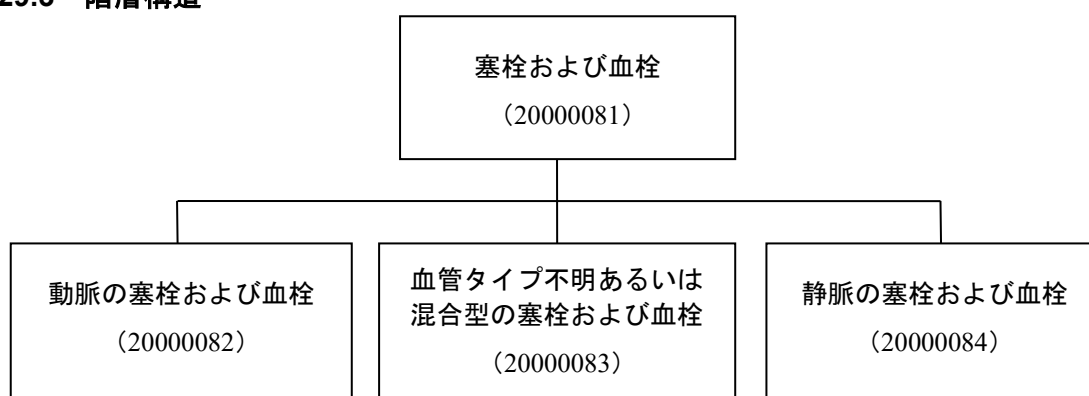 階層構造
塞栓および血栓
（20000081）
動脈の塞栓および血栓
（20000082）
血管タイプ不明あるいは
混合型の塞栓および血栓
（20000083）
静脈の塞栓および血栓
（20000084）